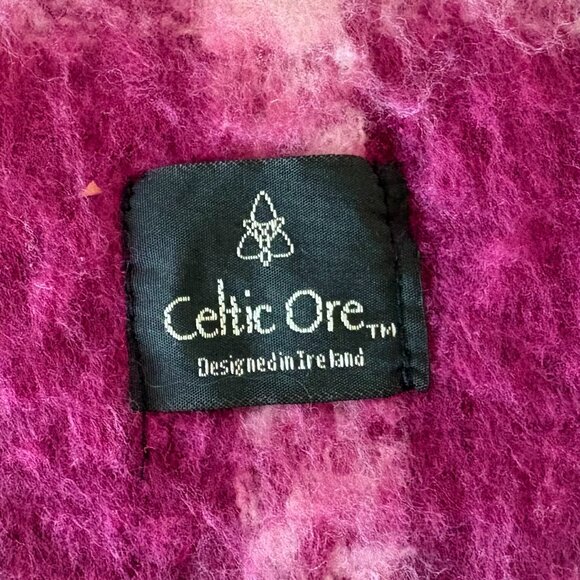 Celtic Ore™
Designed in Ireland